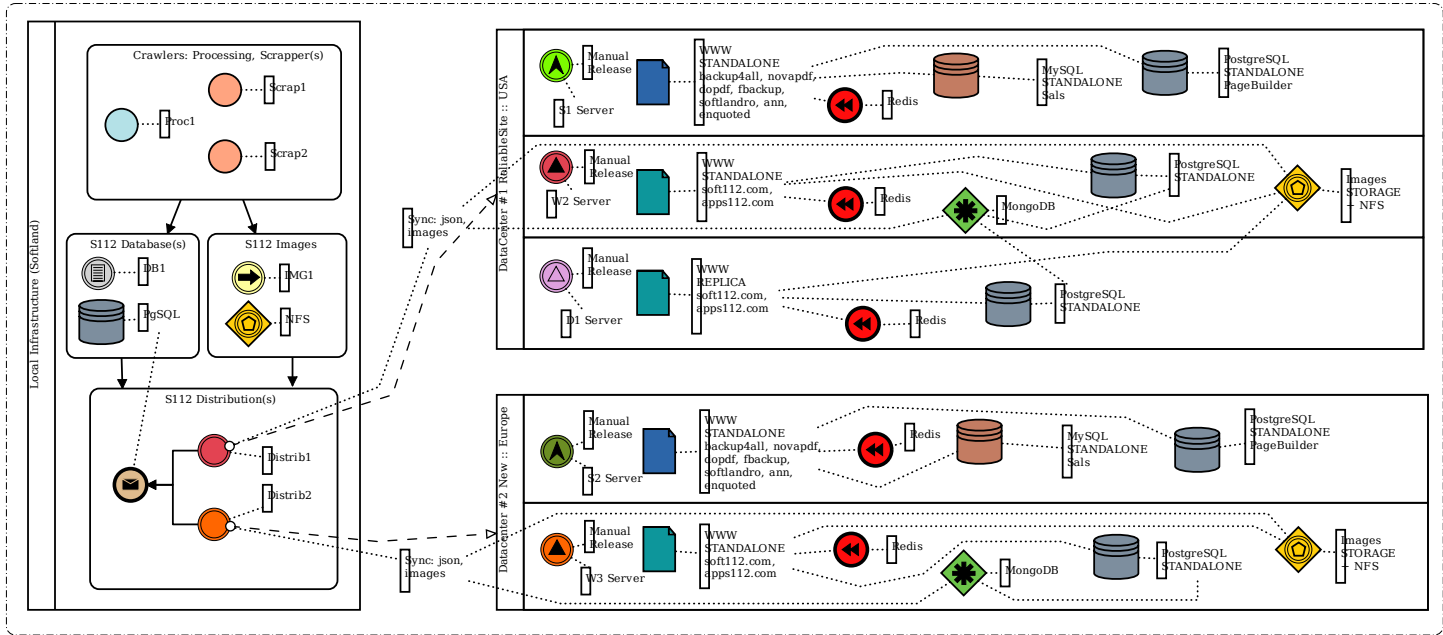 Local Infrastructure (Softland)
Crawlers: Processing, Scrapper(s)
Proc1
Scrap1
Scrap2
S112 Database(s)
DB1
PgSQL
S112 Images
IMG1
NFS
S112 Distribution(s)
Distrib1
Distrib2
Sync: json,
images
Sync: json,
images
DataCenter #1 ReliableSite :: USA
Manual
Release
S1 Server
WWW
STANDALONE
backup4all, novapdf,
dopdf, fbackup,
softlandro, ann,
enquoted
Redis
MySQL
STANDALONE
Sals
PostgreSQL
STANDALONE
PageBuilder
Manual
Release
W2 Server
WWW
STANDALONE
soft112.com,
apps112.com
Redis
MongoDB
PostgreSQL
STANDALONE
Images
STORAGE
+ NFS
Manual
Release
D1 Server
WWW
REPLICA
soft112.com,
apps112.com
Redis
PostgreSQL
STANDALONE
Datacenter #2 New :: Europe
Manual
Release
S2 Server
WWW
STANDALONE
backup4all, novapdf,
dopdf, fbackup,
softlandro, ann,
enquoted
Redis
MySQL
STANDALONE
Sals
PostgreSQL
STANDALONE
PageBuilder
Manual
Release
W3 Server
WWW
STANDALONE
soft112.com,
apps112.com
Redis
MongoDB
PostgreSQL
STANDALONE
Images
STORAGE
+ NFS